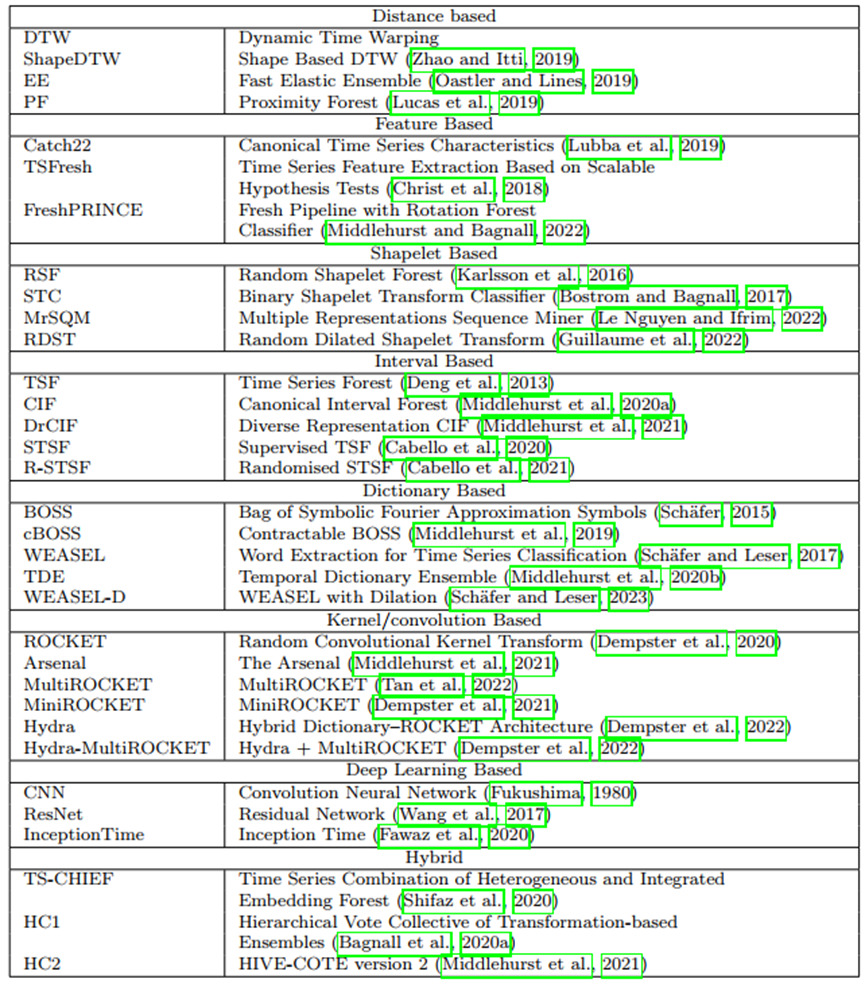 Distance based
DTW Dynamic Time Warping
ShapeDTW Shape Based DTW (Zhao and Itti, 2019)
EE Fast Elastic Ensemble (Oastler and Lines, 2019)
PF Proximity Forest (Lucas et al., 2019)
Feature Based
Catch22 Canonical Time Series Characteristics (Lubba et al., 2019)
TSFresh Time Series Feature Extraction Based on Scalable
Hypothesis Tests (Christ et al., 2018)
FreshPRINCE Fresh Pipeline with Rotation Forest
Classifier (Middlehurst and Bagnall, 2022)
Shapelet Based
RSF Random Shapelet Forest (Karlsson et al., 2016)
STC Binary Shapelet Transform Classifier (Bostrom and Bagnall, 2017)
MrSQM Multiple Representations Sequence Miner (Le Nguyen and Ifrim, 2022)
RDST Random Dilated Shapelet Transform (Guillaume et al., 2022)
Interval Based
TSF Time Series Forest (Deng et al., 2013)
CIF Canonical Interval Forest (Middlehurst et al., 2020a)
DrCIF Diverse Representation CIF (Middlehurst et al., 2021)
STSF Supervised TSF (Cabello et al., 2020)
R-STSF Randomised STSF (Cabello et al., 2021)
Dictionary Based
BOSS Bag of Symbolic Fourier Approximation Symbols (Schäfer, 2015)
cBOSS Contractable BOSS (Middlehurst et al., 2019)
WEASEL Word Extraction for Time Series Classification (Schäfer and Leser, 2017)
TDE Temporal Dictionary Ensemble (Middlehurst et al., 2020b)
WEASEL-D WEASEL with Dilation (Schäfer and Leser, 2023)
Kernel/convolution Based
ROCKET Random Convolutional Kernel Transform (Dempster et al., 2020)
Arsenal The Arsenal (Middlehurst et al., 2021)
MultiROCKET MultiROCKET (Tan et al., 2022)
MiniROCKET MiniROCKET (Dempster et al., 2021)
Hydra Hybrid Dictionary–ROCKET Architecture (Dempster et al., 2022)
Hydra-MultiROCKET Hydra + MultiROCKET (Dempster et al., 2022)
Deep Learning Based
CNN Convolution Neural Network (Fukushima, 1980)
ResNet Residual Network (Wang et al., 2017)
InceptionTime Inception Time (Fawaz et al., 2020)
Hybrid
TS-CHIEF Time Series Combination of Heterogeneous and Integrated
Embedding Forest (Shifaz et al., 2020)
HC1 Hierarchical Vote Collective of Transformation-based
Ensembles (Bagnall et al., 2020a)
HC2 HIVE-COTE version 2 (Middlehurst et al., 2021)